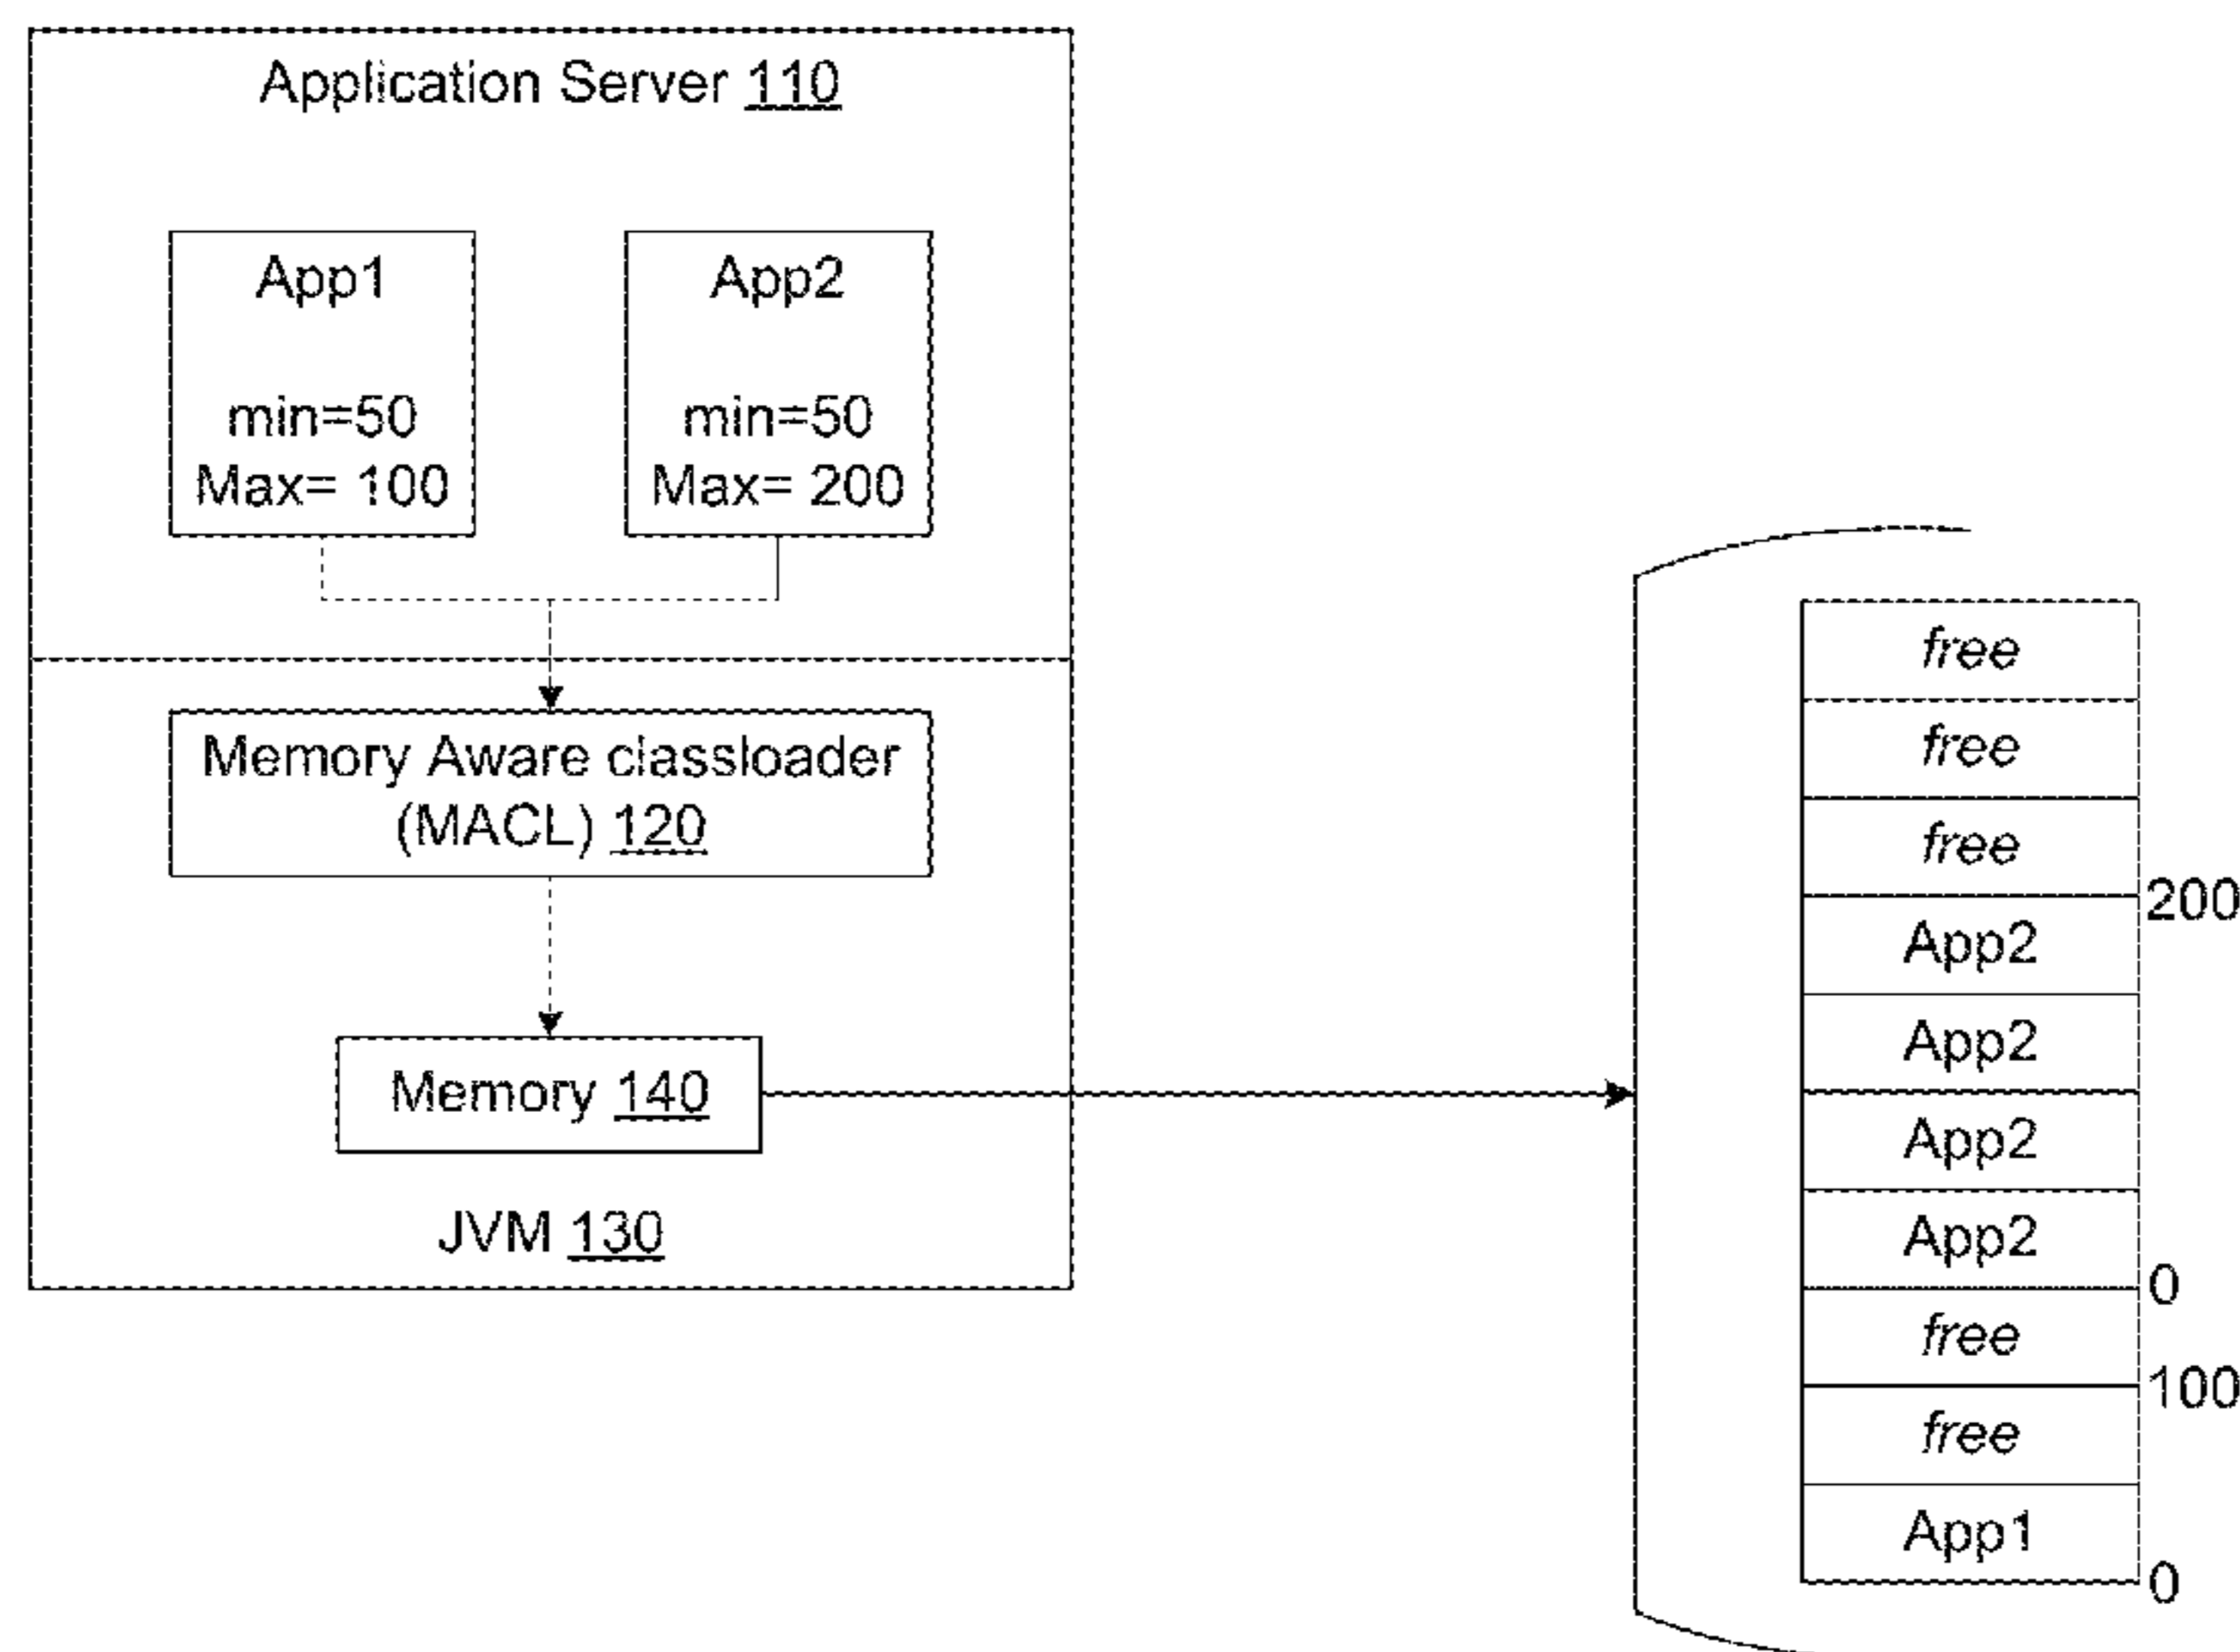 Application Server 110
App1
min=50
Max= 100
App2
min=50
Max= 200
Memory Aware classloader
(MACL) 120
Memory 140
JVM 130
free
free
free
200
App2
App2
App2
App2
0
free
100
free
App1
0